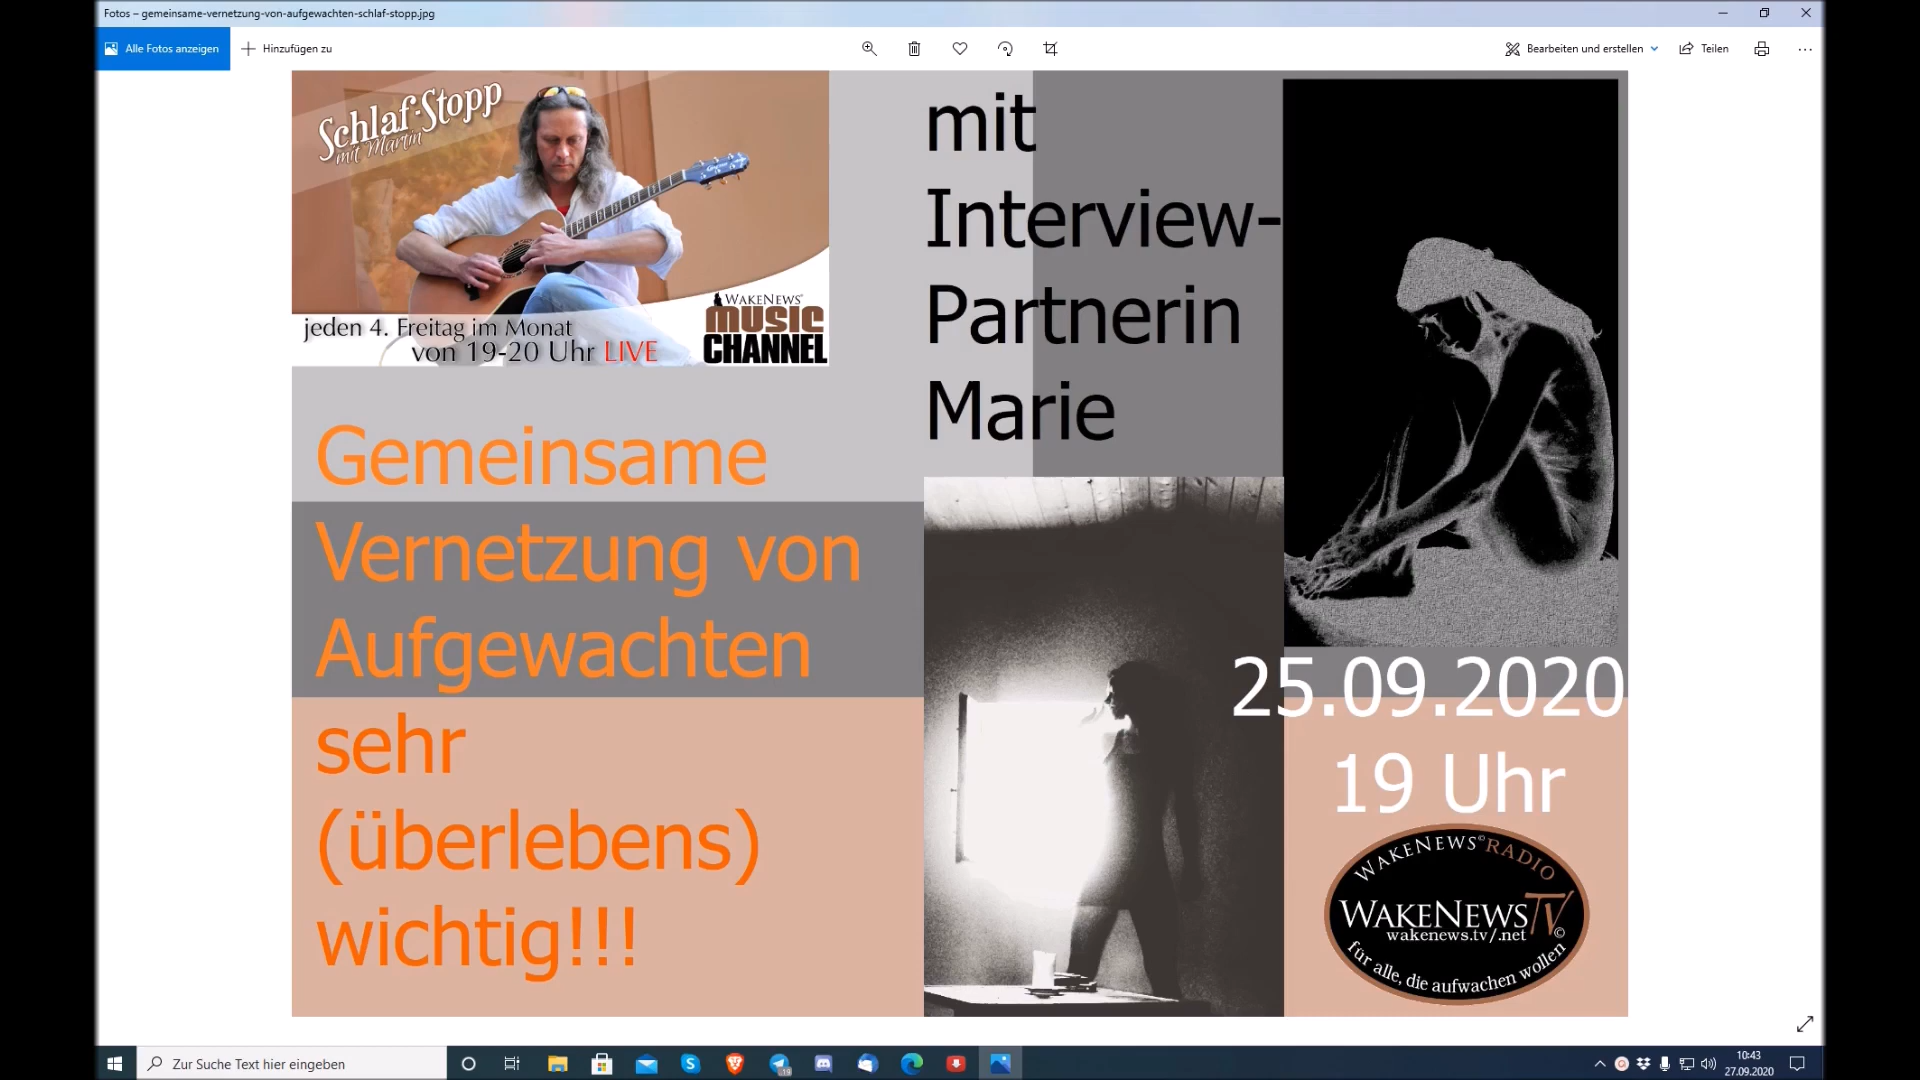 Fotos – gemeinsame-vernetzung-von-aufgewachten-schlaf-stopp.jpg
Alle Fotos anzeigen
Hinzufügen zu
Bearbeiten und erstellen
Teilen
Schlaf-Stopp
mit Martin
jeden 4. Freitag im Monat
von 19-20 Uhr LIVE
WAKENEWS®
MUSIC
CHANNEL
Gemeinsame
Vernetzung von
Aufgewachten
sehr
(überlebens)
wichtig!!!
mit
Interview-
Partnerin
Marie
25.09.2020
19 Uhr
WAKENEWS©RADIO
WAKENEWSTV©
wakenews.tv/.net
für alle, die aufwachen wollen
Zur Suche Text hier eingeben
19
10:43
27.09.2020